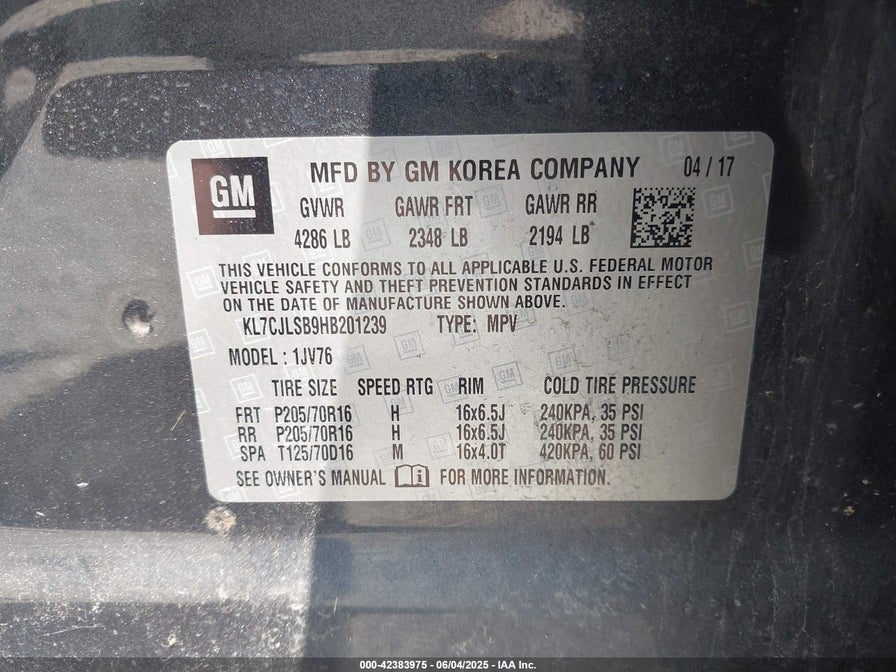 GM
MFD BY GM KOREA COMPANY 04 / 17
GVWR GAWR FRT GAWR RR
4286 LB 2348 LB 2194 LB
THIS VEHICLE CONFORMS TO ALL APPLICABLE U.S. FEDERAL MOTOR
VEHICLE SAFETY AND THEFT PREVENTION STANDARDS IN EFFECT
ON THE DATE OF MANUFACTURE SHOWN ABOVE.
KL7CJLSB9HB201239 TYPE: MPV
MODEL : 1JV76
TIRE SIZE SPEED RTG RIM COLD TIRE PRESSURE
FRT P205/70R16 H 16x6.5J 240KPA, 35 PSI
RR P205/70R16 H 16x6.5J 240KPA, 35 PSI
SPA T125/70D16 M 16x4.0T 420KPA, 60 PSI
SEE OWNER'S MANUAL i FOR MORE INFORMATION.
000-42383975 - 06/04/2025 - IAA Inc.